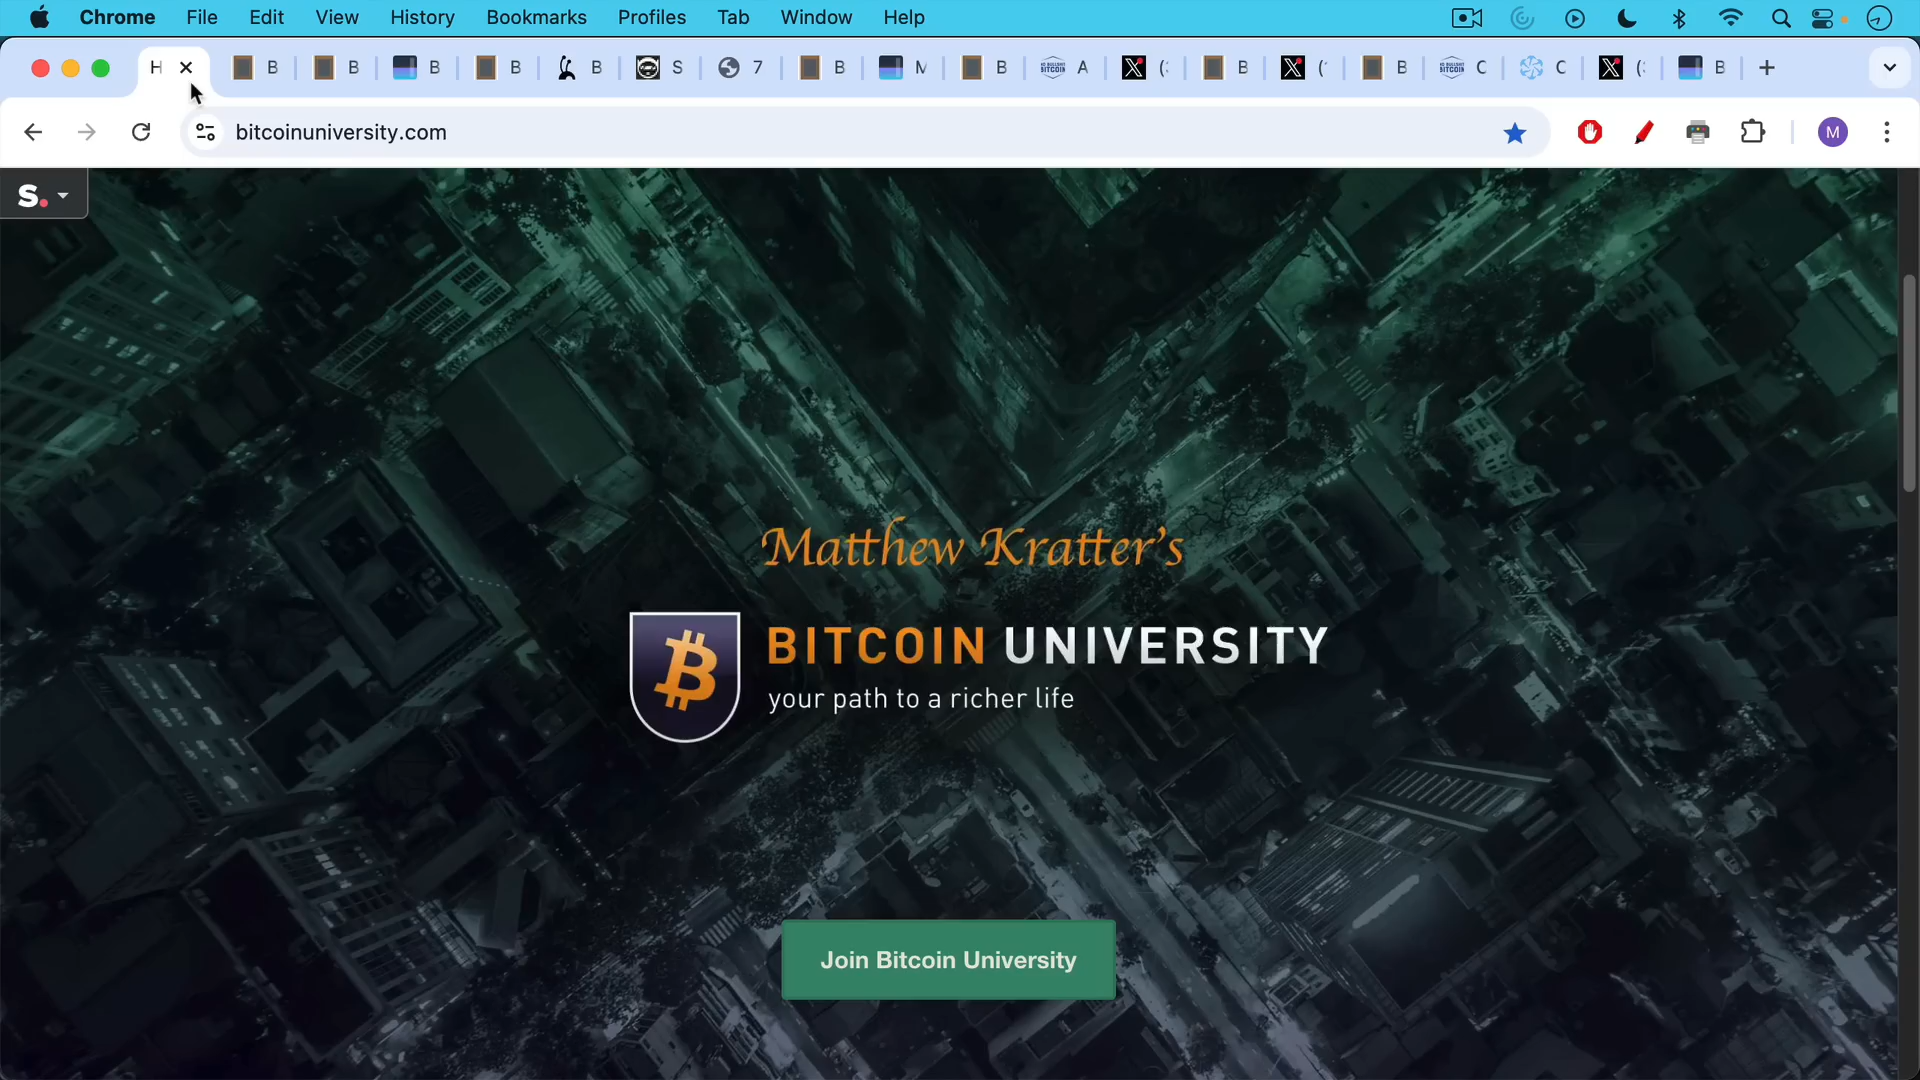 Chrome File Edit View History Bookmarks Profiles Tab Window Help
H B B B B B S 7 B M B A (: B (' B C C (: B
bitcoinuniversity.com
M
S.
Matthew Kratter's
BITCOIN UNIVERSITY
your path to a richer life
Join Bitcoin University